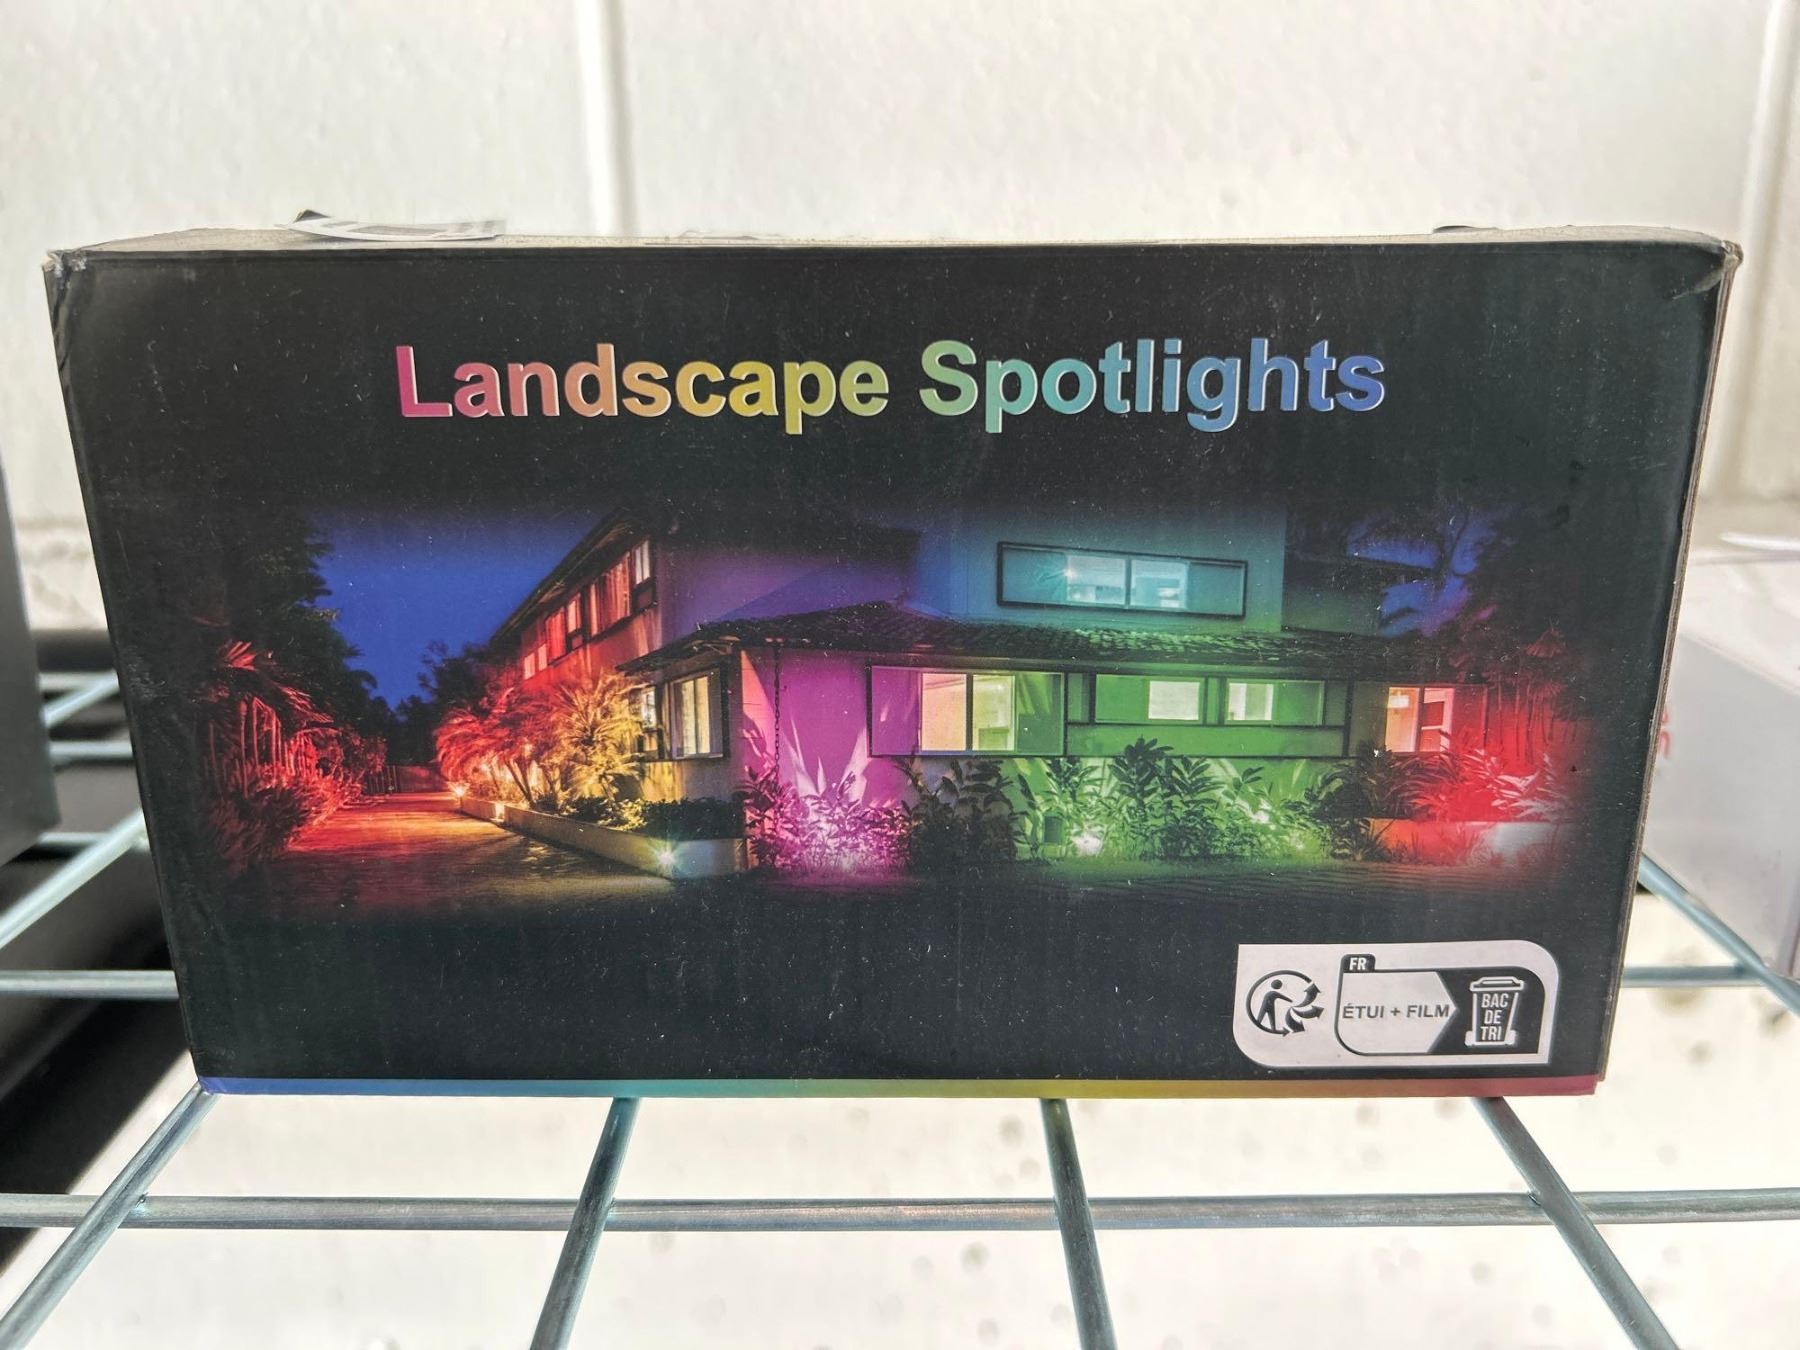 Landscape Spotlights
FR
ÉTUI + FILM
BAC
DE
TRI